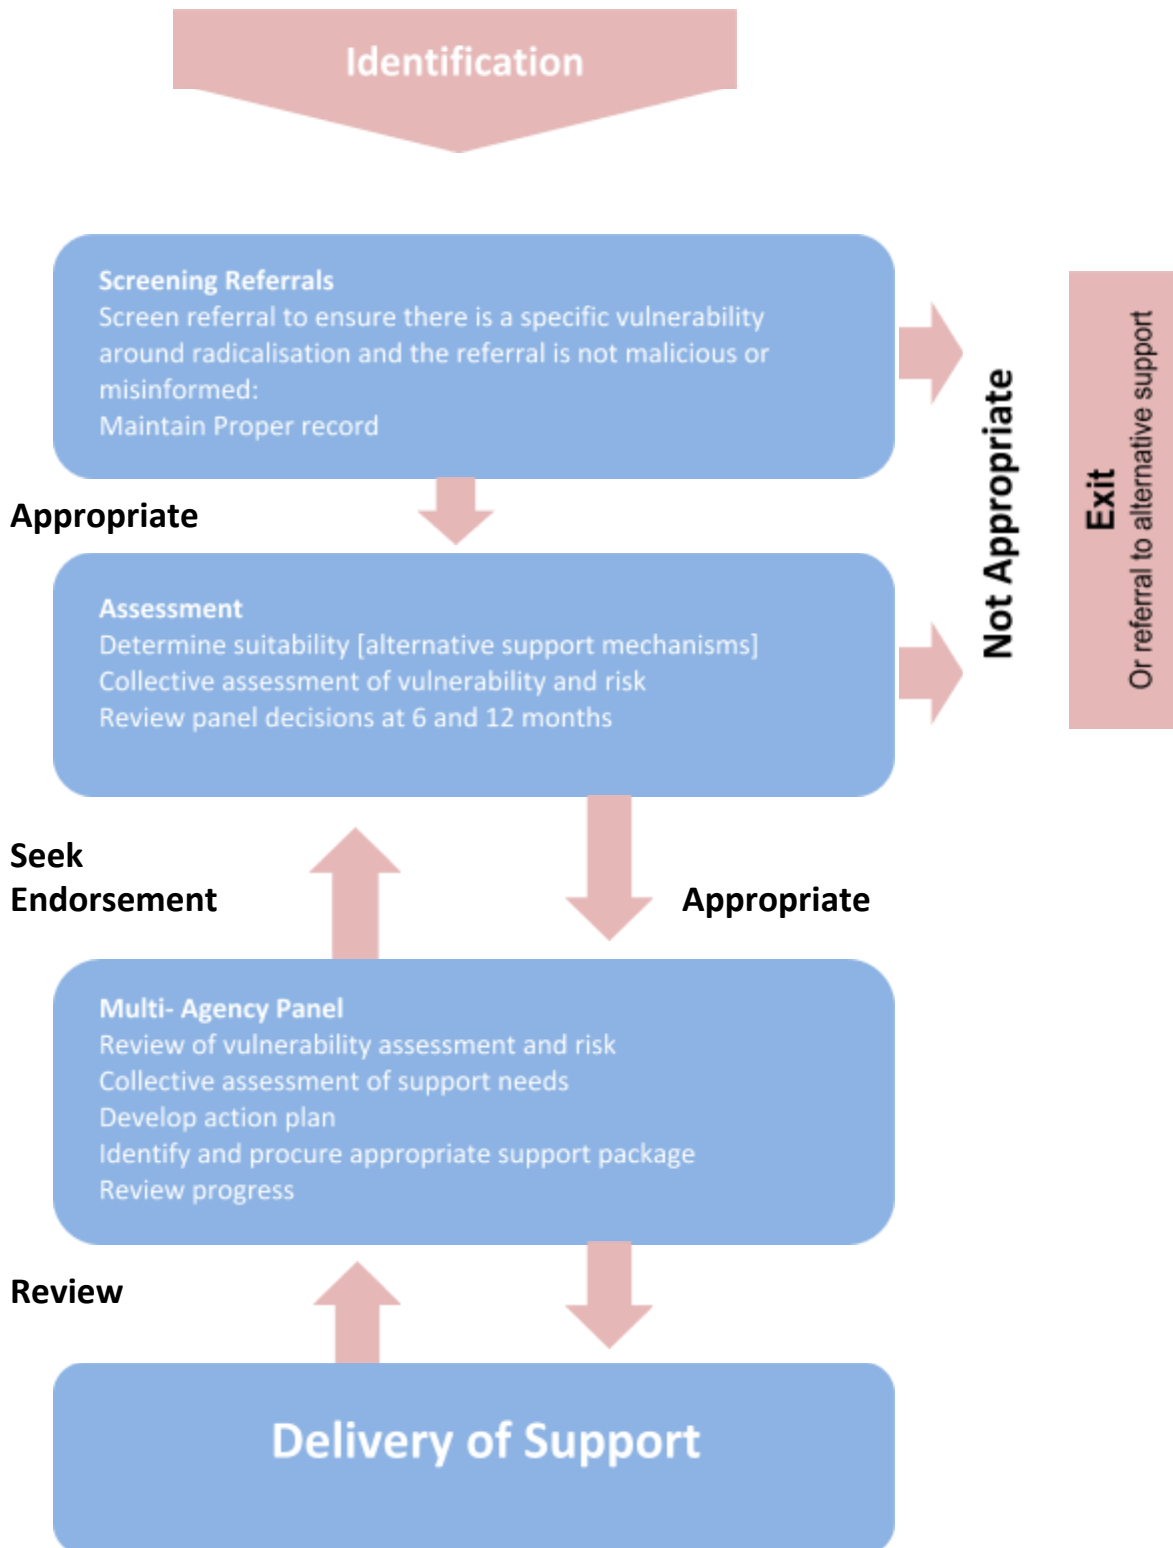 Identification
Screening Referrals
Screen referral to ensure there is a specific vulnerability
around radicalisation and the referral is not malicious or
misinformed:
Maintain Proper record
Not Appropriate
Exit
Or referral to alternative support
Appropriate
Assessment
Determine suitability [alternative support mechanisms]
Collective assessment of vulnerability and risk
Review panel decisions at 6 and 12 months
Seek
Endorsement
Appropriate
Multi- Agency Panel
Review of vulnerability assessment and risk
Collective assessment of support needs
Develop action plan
Identify and procure appropriate support package
Review progress
Review
Delivery of Support